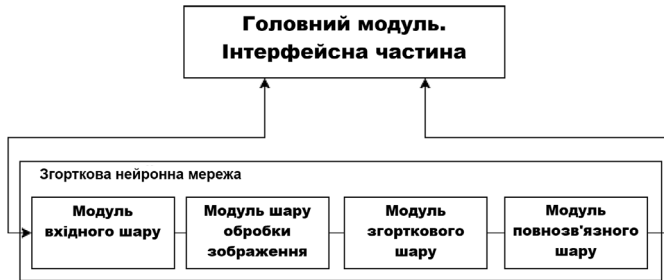 Головний модуль.
Інтерфейсна частина
Згорткова нейронна мережа
Модуль
вхідного шару
Модуль шару
обробки
зображення
Модуль
згорткового
шару
Модуль
повнозв'язного
шару